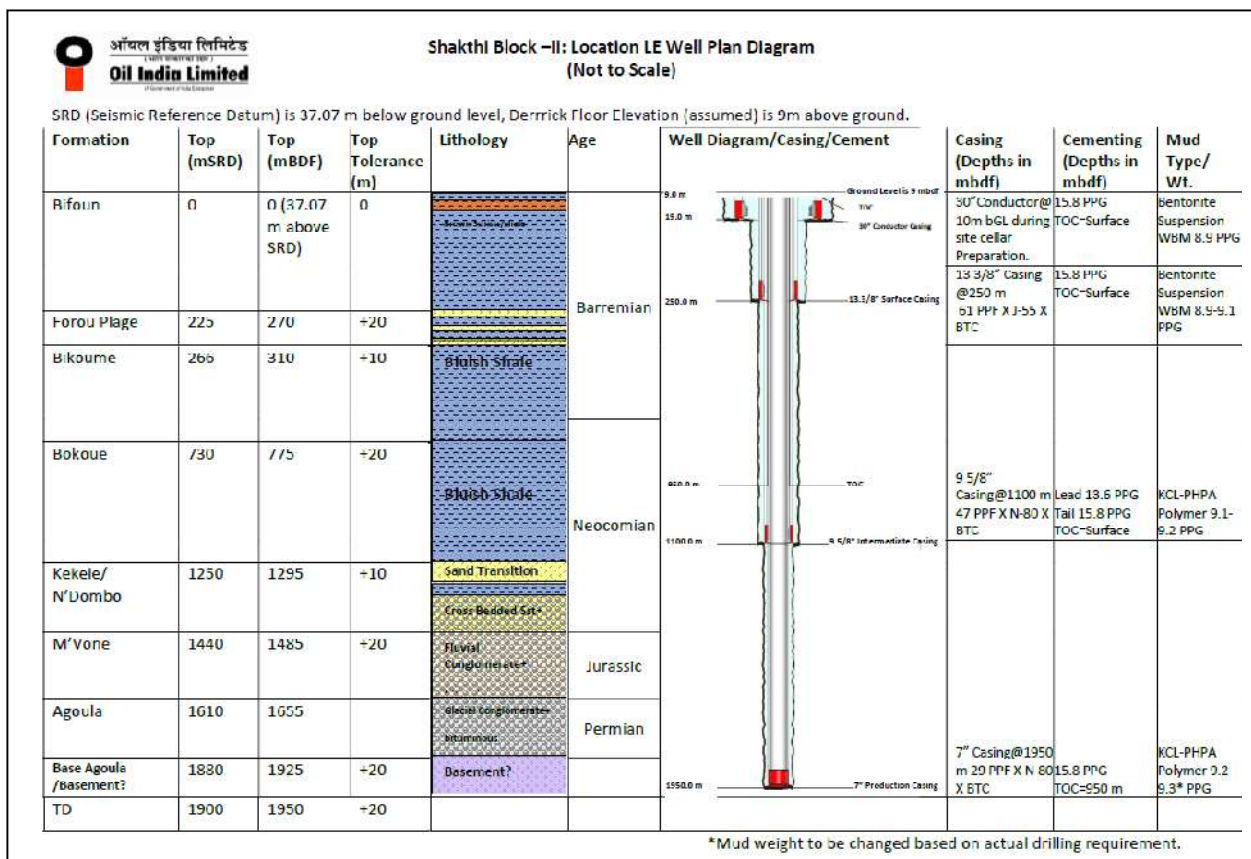 ऑयल इंडिया लिमिटेड
Oil India Limited
Shakthi Block –II: Location LE Well Plan Diagram
(Not to Scale)
SRD (Seismic Reference Datum) is 37.07 m below ground level, Derrrick Floor Elevation (assumed) is 9m above ground.
Formation
Top
(mSRD)
Top
(mBDF)
Top
Tolerance
(m)
Lithology
Age
Well Diagram/Casing/Cement
Casing
(Depths in
mbdf)
Cementing
(Depths in
mbdf)
Mud
Type/
Wt.
Bifoun
0
0 (37.07
m above
SRD)
0
Forou Plage
225
270
+20
Bikoume
266
310
+10
Bluish Shale
Barremian
Bokoue
730
775
+20
Bluish Shale
Neocomian
Kekele/
N'Dombo
1250
1295
+10
Sand Transition
Cross Bedded Sst+
M'Vone
1440
1485
+20
Fluvial
Conglomerate+
Jurassic
Agoula
1610
1655
Glacial Conglomerate+
bituminous
Permian
Base Agoula
/Basement?
1880
1925
+20
Basement?
TD
1900
1950
+20
9.0 m
Ground Level is 9 mbdf
TOC
19.0 m
30" Conductor Casing
250.0 m
13.3/8" Surface Casing
950.0 m
TOC
1100.0 m
9 5/8" Intermediate Casing
1950.0 m
7" Production Casing
30"Conductor@
10m bGL during
site cellar
Preparation.
15.8 PPG
TOC=Surface
Bentonite
Suspension
WBM 8.9 PPG
13 3/8" Casing
@250 m
61 PPF X J-55 X
BTC
15.8 PPG
TOC=Surface
Bentonite
Suspension
WBM 8.9-9.1
PPG
9 5/8"
Casing@1100 m
47 PPF X N-80 X
BTC
Lead 13.6 PPG
Tail 15.8 PPG
TOC=Surface
KCL-PHPA
Polymer 9.1-
9.2 PPG
7" Casing@1950
m 29 PPF X N 80
X BTC
15.8 PPG
TOC=950 m
KCL-PHPA
Polymer 9.2
9.3* PPG
*Mud weight to be changed based on actual drilling requirement.